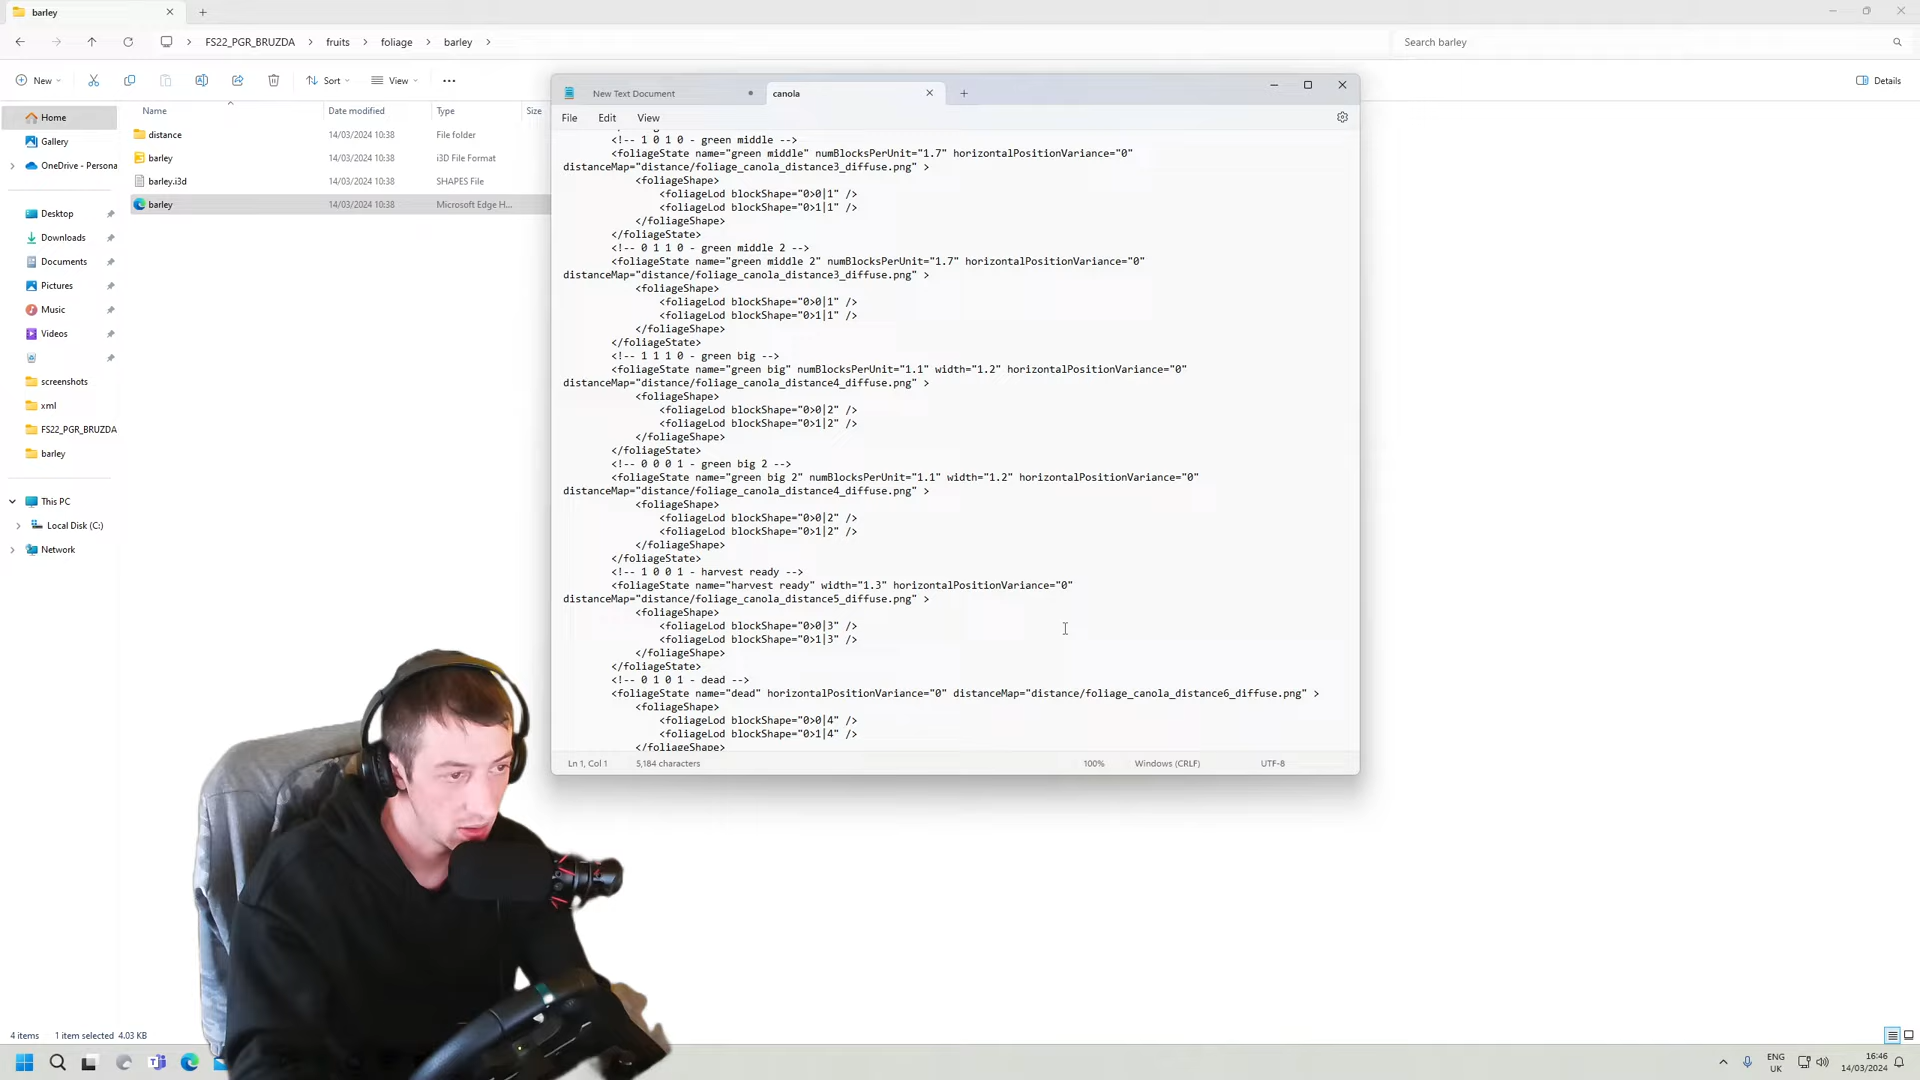 barley
FS22_PGR_BRUZDA > fruits > foliage > barley >
Search barley
New
Sort
View
Details
Name Date modified Type Size
distance 14/03/2024 10:38 File folder
barley 14/03/2024 10:38 i3D File Format
barley.i3d 14/03/2024 10:38 SHAPES File
barley 14/03/2024 10:38 Microsoft Edge H...
Home
Gallery
OneDrive - Persona
Desktop
Downloads
Documents
Pictures
Music
Videos
screenshots
xml
FS22_PGR_BRUZDA
barley
This PC
Local Disk (C:)
Network
New Text Document
canola
File Edit View
<!-- 1 0 1 0 - green middle -->
<foliageState name="green middle" numBlocksPerUnit="1.7" horizontalPositionVariance="0"
distanceMap="distance/foliage_canola_distance3_diffuse.png" >
<foliageShape>
<foliageLod blockShape="0>0|1" />
<foliageLod blockShape="0>1|1" />
</foliageShape>
</foliageState>
<!-- 0 1 1 0 - green middle 2 -->
<foliageState name="green middle 2" numBlocksPerUnit="1.7" horizontalPositionVariance="0"
distanceMap="distance/foliage_canola_distance3_diffuse.png" >
<foliageShape>
<foliageLod blockShape="0>0|1" />
<foliageLod blockShape="0>1|1" />
</foliageShape>
</foliageState>
<!-- 1 1 1 0 - green big -->
<foliageState name="green big" numBlocksPerUnit="1.1" width="1.2" horizontalPositionVariance="0"
distanceMap="distance/foliage_canola_distance4_diffuse.png" >
<foliageShape>
<foliageLod blockShape="0>0|2" />
<foliageLod blockShape="0>1|2" />
</foliageShape>
</foliageState>
<!-- 0 0 0 1 - green big 2 -->
<foliageState name="green big 2" numBlocksPerUnit="1.1" width="1.2" horizontalPositionVariance="0"
distanceMap="distance/foliage_canola_distance4_diffuse.png" >
<foliageShape>
<foliageLod blockShape="0>0|2" />
<foliageLod blockShape="0>1|2" />
</foliageShape>
</foliageState>
<!-- 1 0 0 1 - harvest ready -->
<foliageState name="harvest ready" width="1.3" horizontalPositionVariance="0"
distanceMap="distance/foliage_canola_distance5_diffuse.png" >
<foliageShape>
<foliageLod blockShape="0>0|3" />
<foliageLod blockShape="0>1|3" />
</foliageShape>
</foliageState>
<!-- 0 1 0 1 - dead -->
<foliageState name="dead" horizontalPositionVariance="0" distanceMap="distance/foliage_canola_distance6_diffuse.png" >
<foliageShape>
<foliageLod blockShape="0>0|4" />
<foliageLod blockShape="0>1|4" />
</foliageShape>
Ln 1, Col 1 5,184 characters 100% Windows (CRLF) UTF-8
4 items 1 item selected 4.03 KB
ENG
UK
16:46
14/03/2024